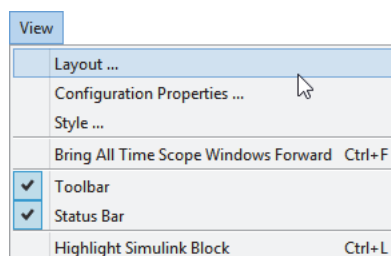 View
Layout ...
Configuration Properties ...
Style ...
Bring All Time Scope Windows Forward Ctrl+F
Toolbar
Status Bar
Highlight Simulink Block Ctrl+L